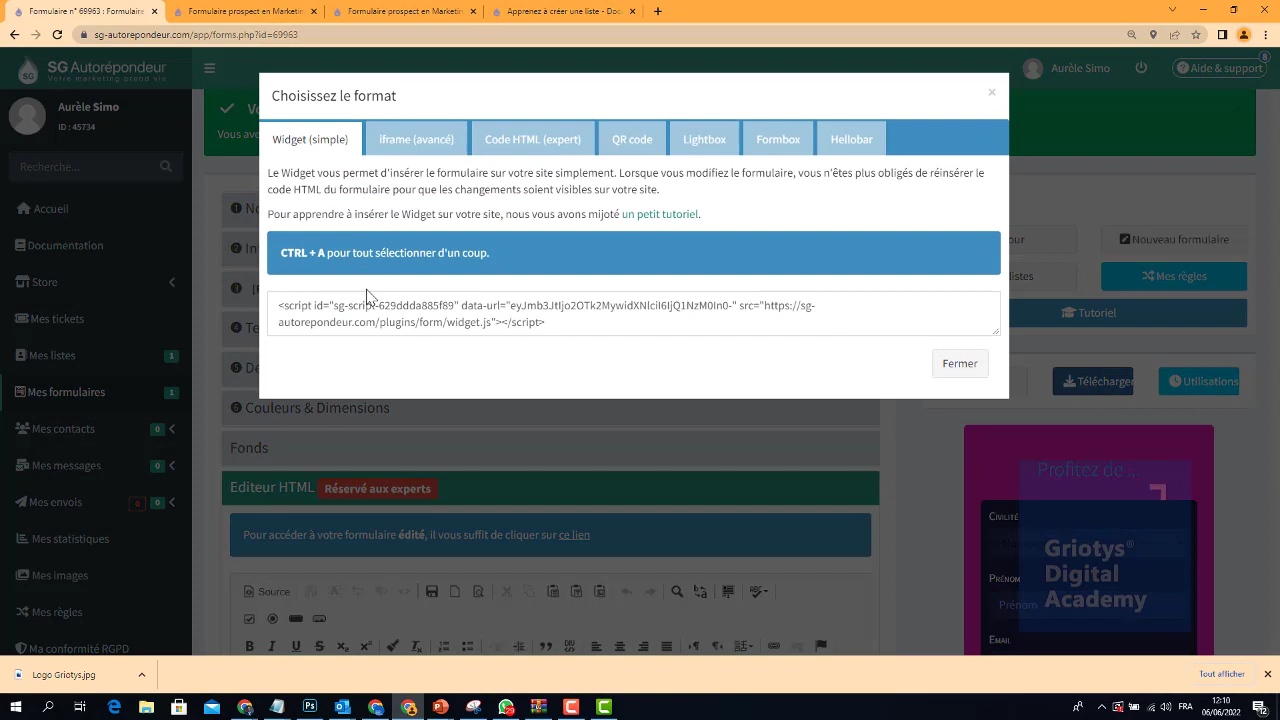 Formulaire n° 69963 : Formulaire
Formulaire prospect en Marketing
Formulaire prospect en Marketing
Apprenez à créer une liste - Doc
sg-autorepondeur.com/app/forms.php?id=69963
SG Autorépondeur
Votre marketing prend vie
Aurèle Simo
Aide & support
8
Aurèle Simo
ID : 45734
Recherche...
Accueil
Documentation
Store
Mes tickets
Mes listes 1
Mes formulaires 1
Mes contacts 0
Mes messages 0
Mes envois 0 0
Mes statistiques
Mes images
Mes règles
Ma conformité RGPD
Choisissez le format
Widget (simple)
iframe (avancé)
Code HTML (expert)
QR code
Lightbox
Formbox
Hellobar
Le Widget vous permet d'insérer le formulaire sur votre site simplement. Lorsque vous modifiez le formulaire, vous n'êtes plus obligés de réinsérer le
code HTML du formulaire pour que les changements soient visibles sur votre site.
Pour apprendre à insérer le Widget sur votre site, nous vous avons mijoté un petit tutoriel.
CTRL + A pour tout sélectionner d'un coup.
<script id="sg-script-629ddda885f89" data-url="eyJmb3JtIjo2OTk2MywidXNlciI6IjQ1NzM0In0-" src="https://sg-
autorepondeur.com/plugins/form/widget.js"></script>
Fermer
Nouveau formulaire
Mes règles
Tutoriel
Télécharger
Utilisations
6 Couleurs & Dimensions
Fonds
Editeur HTML Réservé aux experts
Pour accéder à votre formulaire édité, il vous suffit de cliquer sur ce lien
Source
Profitez de ..
Civilité
Griotys®
Digital
Academy
Prénom
Prénom
Email
Logo Griotys.jpg
Tout afficher
29
FRA
12:10
06/06/2022